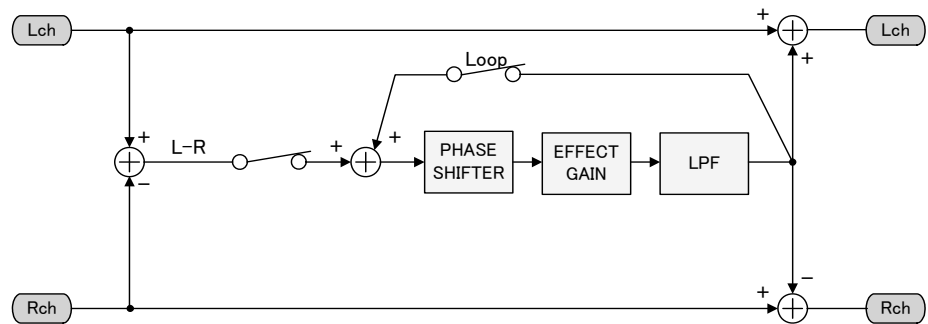 Lch
+
Lch
+
Loop
+
L-R
+
+
PHASE
SHIFTER
EFFECT
GAIN
LPF
−
−
Rch
+
Rch